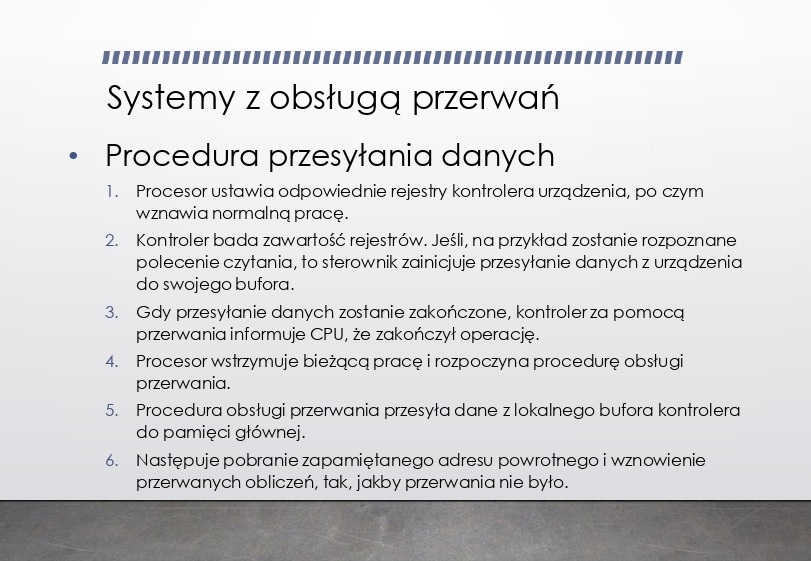 Systemy z obsługą przerwań
• Procedura przesyłania danych
1. Procesor ustawia odpowiednie rejestry kontrolera urządzenia, po czym
wznawia normalną pracę.
2. Kontroler bada zawartość rejestrów. Jeśli, na przykład zostanie rozpoznane
polecenie czytania, to sterownik zainicjuje przesyłanie danych z urządzenia
do swojego bufora.
3. Gdy przesyłanie danych zostanie zakończone, kontroler za pomocą
przerwania informuje CPU, że zakończył operację.
4. Procesor wstrzymuje bieżącą pracę i rozpoczyna procedurę obsługi
przerwania.
5. Procedura obsługi przerwania przesyła dane z lokalnego bufora kontrolera
do pamięci głównej.
6. Następuje pobranie zapamiętanego adresu powrotnego i wznowienie
przerwanych obliczeń, tak, jakby przerwania nie było.